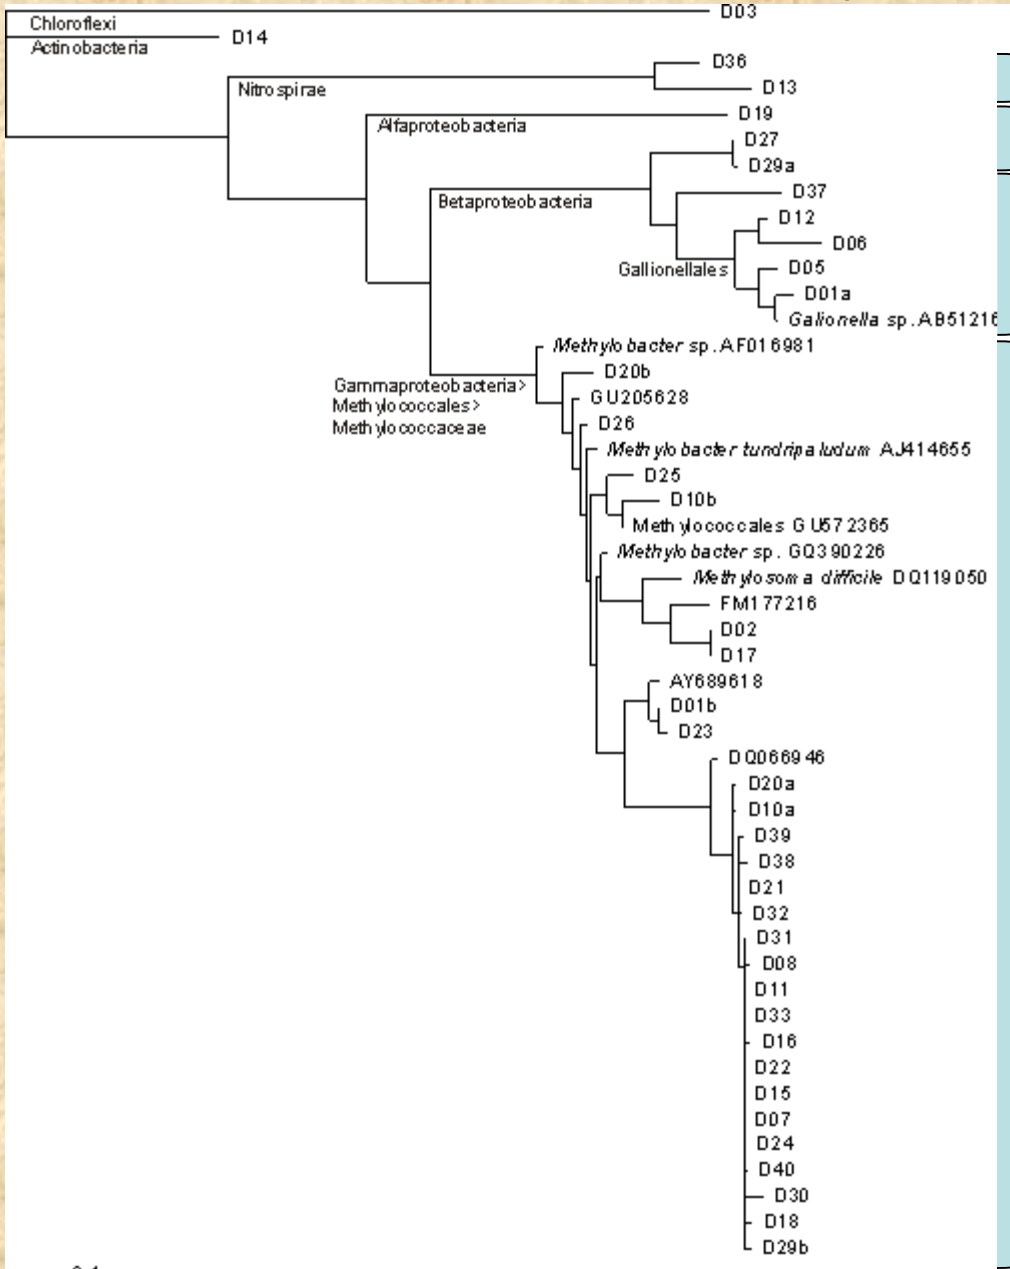 D03
Chloroflexi
D14
Actinobacteria
D36
Nitrospirae
D13
D19
Alfaproteobacteria
D27
D29a
D37
Betaproteobacteria
D12
D06
Gallionellales
D05
D01a
Galionella sp. AB51216
Methylobacter sp. AF016981
D20b
Gammaproteobacteria>
GU205628
Methylococcales>
D26
Methylococcaceae
Methylobacter tundripaludum AJ414655
D25
D10b
Methylococcales GU572365
Methylobacter sp. GQ390226
Methylosoma difficile DQ119050
FM177216
D02
D17
AY689618
D01b
D23
DQ066946
D20a
D10a
D39
D38
D21
D32
D31
D08
D11
D33
D16
D22
D15
D07
D24
D40
D30
D18
D29b